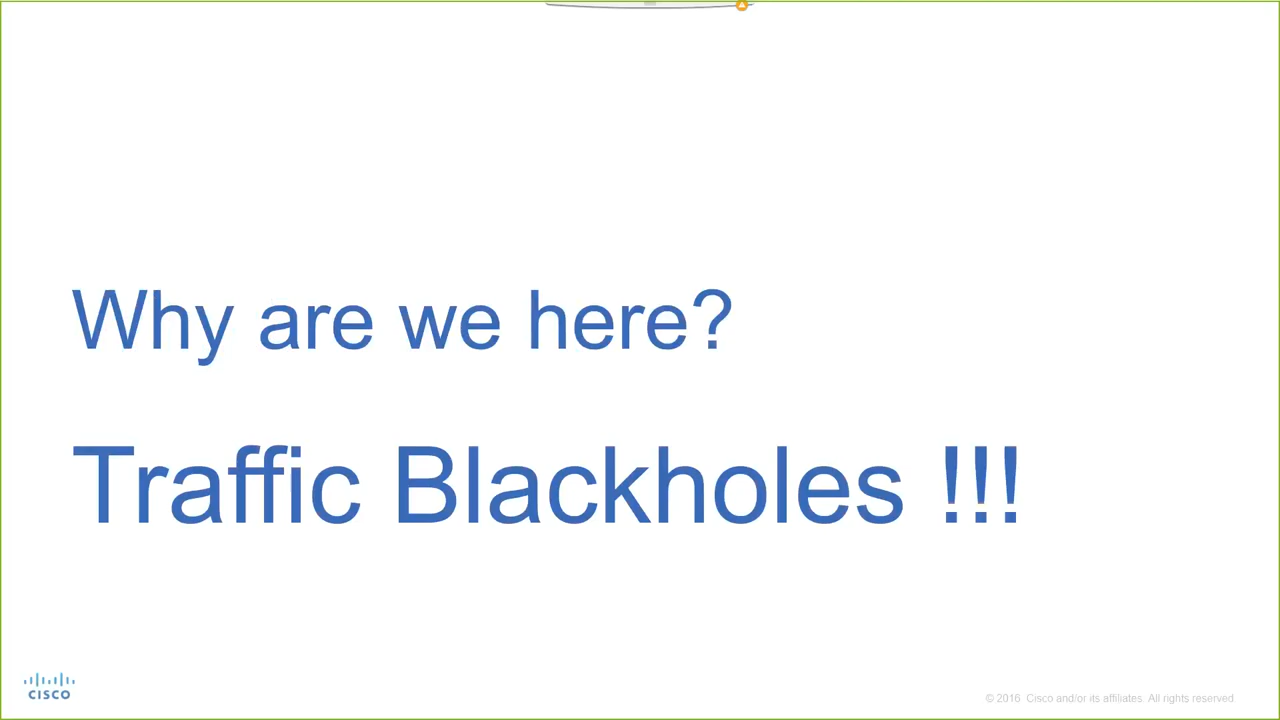 Why are we here?
Traffic Blackholes !!!
CISCO
© 2016 Cisco and/or its affiliates. All rights reserved